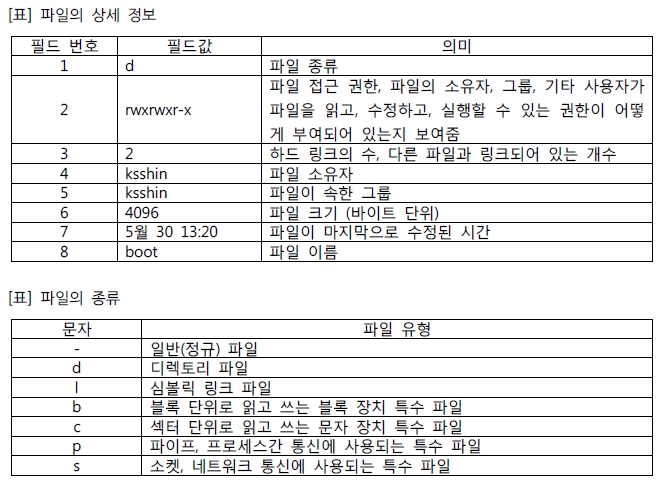 [표] 파일의 상세 정보
필드 번호 필드값 의미
1 d 파일 종류
2 rwxrwxr-x 파일 접근 권한, 파일의 소유자, 그룹, 기타 사용자가
파일을 읽고, 수정하고, 실행할 수 있는 권한이 어떻
게 부여되어 있는지 보여줌
3 2 하드 링크의 수, 다른 파일과 링크되어 있는 개수
4 ksshin 파일 소유자
5 ksshin 파일이 속한 그룹
6 4096 파일 크기 (바이트 단위)
7 5월 30 13:20 파일이 마지막으로 수정된 시간
8 boot 파일 이름
[표] 파일의 종류
문자 파일 유형
- 일반(정규) 파일
d 디렉토리 파일
l 심볼릭 링크 파일
b 블록 단위로 읽고 쓰는 블록 장치 특수 파일
c 섹터 단위로 읽고 쓰는 문자 장치 특수 파일
p 파이프, 프로세스간 통신에 사용되는 특수 파일
s 소켓, 네트워크 통신에 사용되는 특수 파일